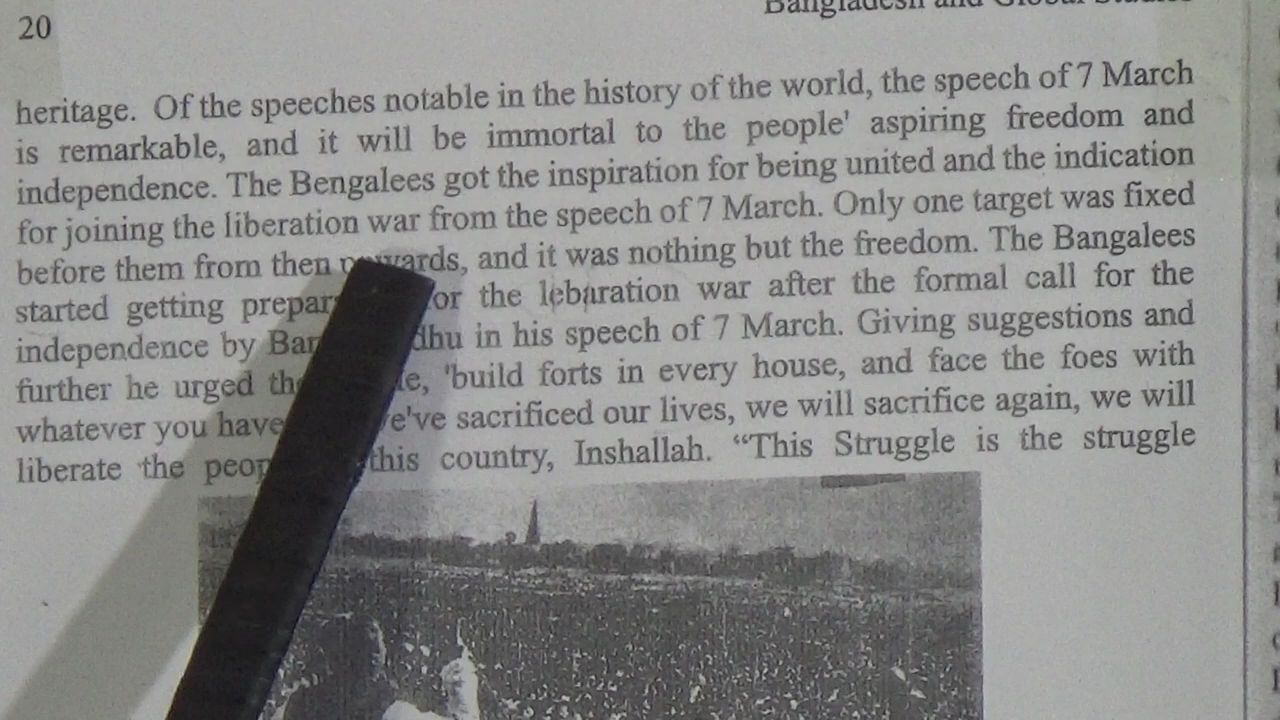 20
Bangladesh and Global Studies
heritage. Of the speeches notable in the history of the world, the speech of 7 March
is remarkable, and it will be immortal to the people' aspiring freedom and
independence. The Bengalees got the inspiration for being united and the indication
for joining the liberation war from the speech of 7 March. Only one target was fixed
before them from then onwards, and it was nothing but the freedom. The Bangalees
started getting the lebaration war after the formal call for the
independence by in his speech of 7 March. Giving suggestions and
further he urged 'build forts in every house, and face the foes with
whatever you have sacrificed our lives, we will sacrifice again, we will
liberate the this country, Inshallah. “This Struggle is the struggle